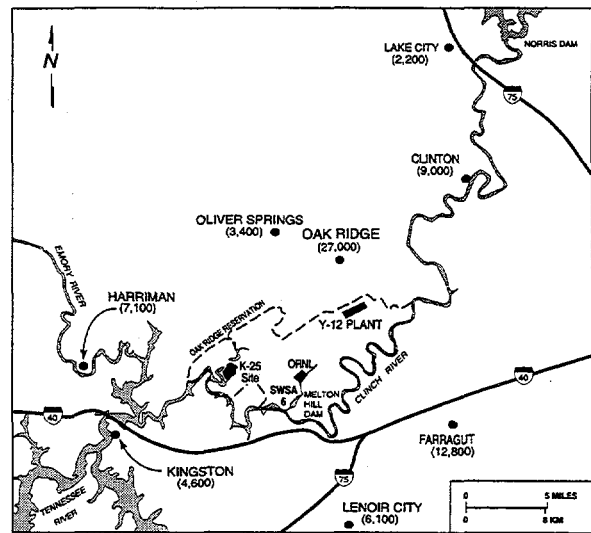 N
LAKE CITY
(2,200)
NORRIS DAM
75
CLINTON
(9,000)
OLIVER SPRINGS
(3,400)
OAK RIDGE
(27,000)
EMORY RIVER
HARRIMAN
(7,100)
OAK RIDGE RESERVATION
Y-12 PLANT
K-25
Site
ORNL
SWSA
6
MELTON
HILL
DAM
CLINCH RIVER
40
40
KINGSTON
(4,600)
FARRAGUT
(12,800)
75
TENNESSEE
RIVER
LENOIR CITY
(6,100)
0 5 MILES
0 8 KM